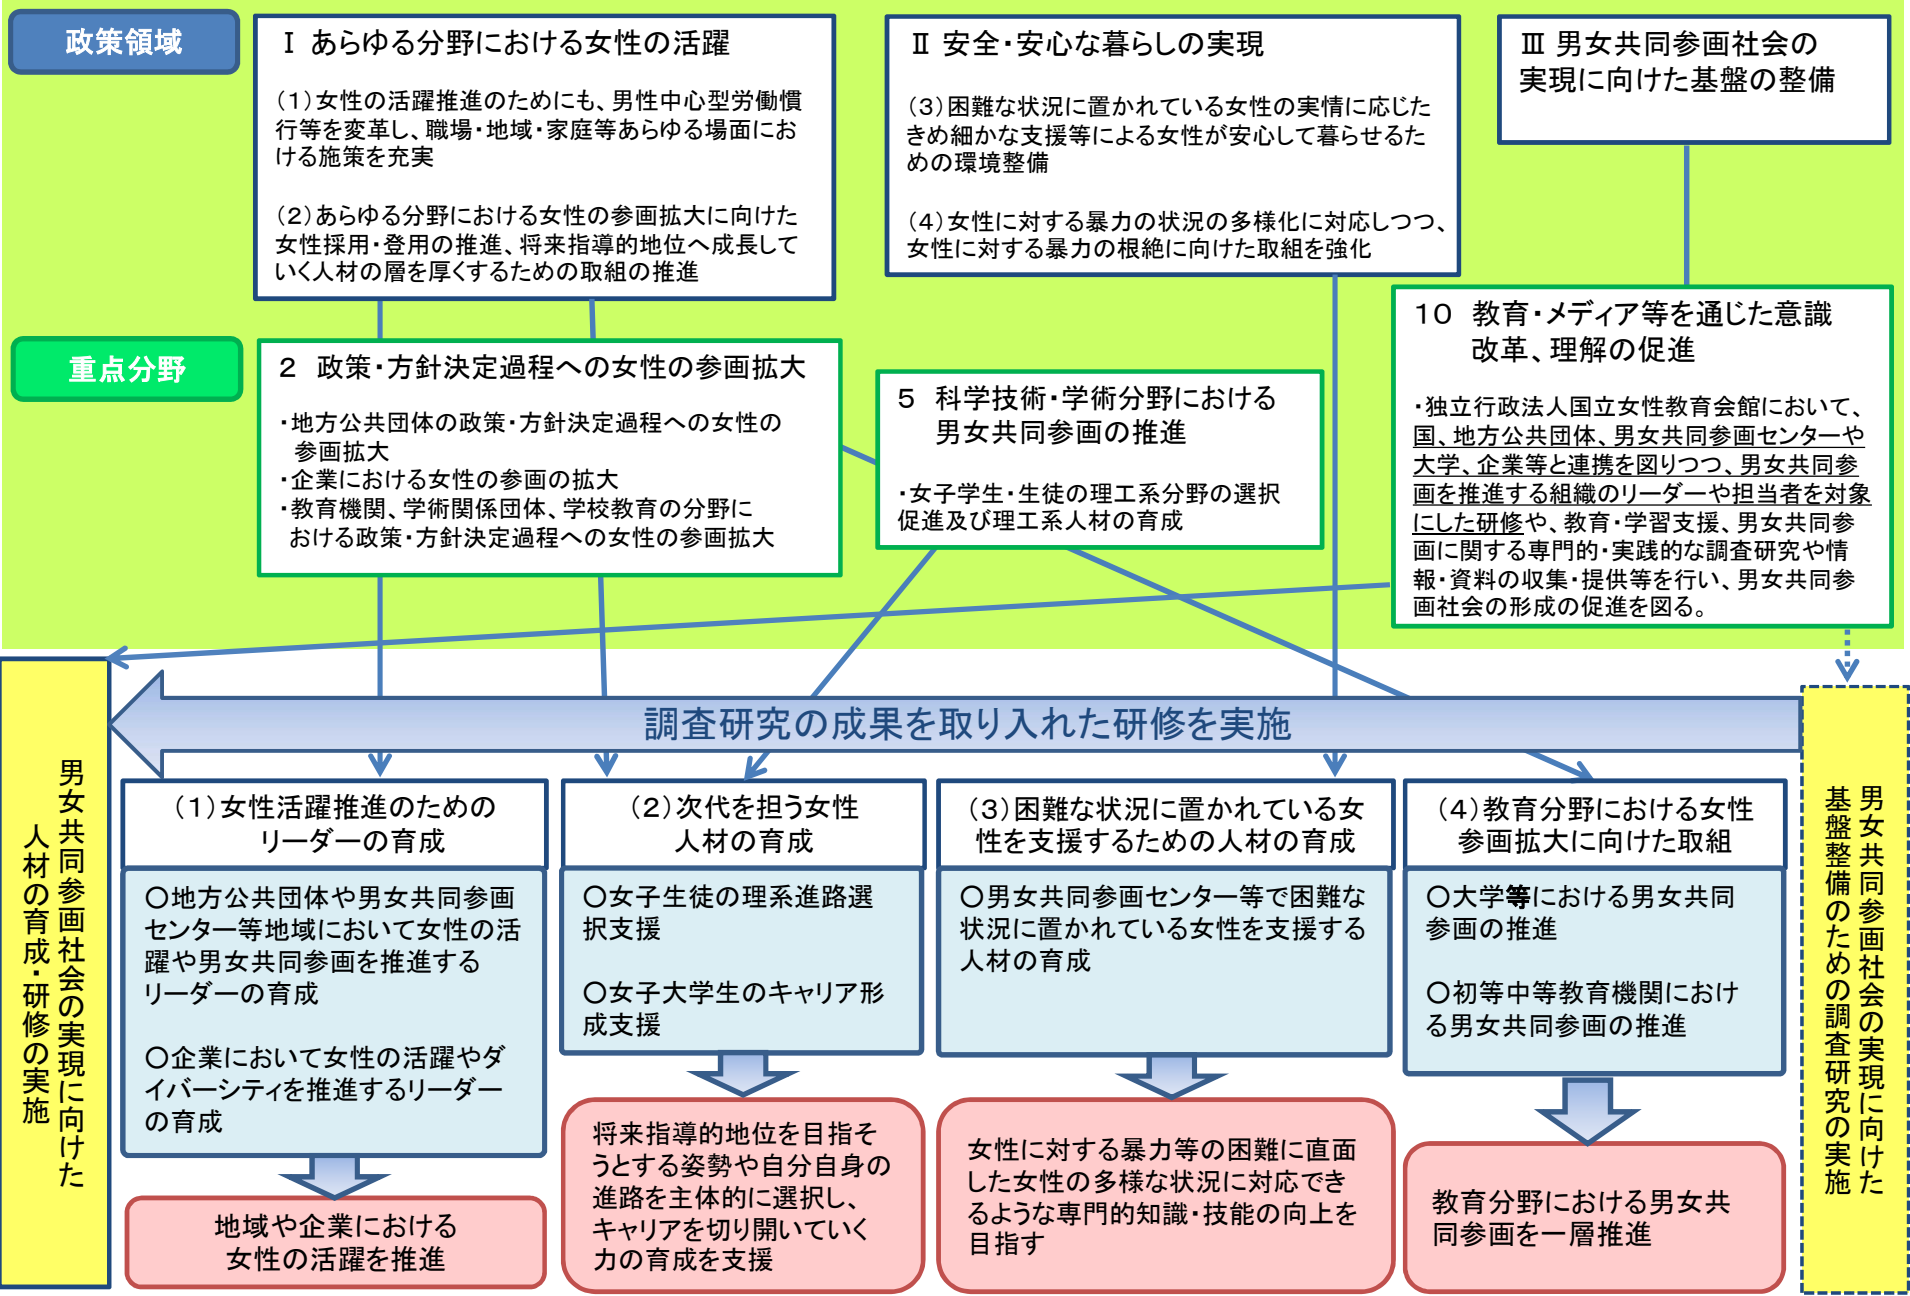 政策領域
Ⅰ あらゆる分野における女性の活躍
(1)女性の活躍推進のためにも、男性中心型労働慣
行等を変革し、職場・地域・家庭等あらゆる場面にお
ける施策を充実
(2)あらゆる分野における女性の参画拡大に向けた
女性採用・登用の推進、将来指導的地位へ成長して
いく人材の層を厚くするための取組の推進
Ⅱ 安全・安心な暮らしの実現
(3)困難な状況に置かれている女性の実情に応じた
きめ細かな支援等による女性が安心して暮らせるた
めの環境整備
(4)女性に対する暴力の状況の多様化に対応しつつ、
女性に対する暴力の根絶に向けた取組を強化
Ⅲ 男女共同参画社会の
実現に向けた基盤の整備
重点分野
2 政策・方針決定過程への女性の参画拡大
・地方公共団体の政策・方針決定過程への女性の
参画拡大
・企業における女性の参画の拡大
・教育機関、学術関係団体、学校教育の分野に
おける政策・方針決定過程への女性の参画拡大
5 科学技術・学術分野における
男女共同参画の推進
・女子学生・生徒の理工系分野の選択
促進及び理工系人材の育成
10 教育・メディア等を通じた意識
改革、理解の促進
・独立行政法人国立女性教育会館において、
国、地方公共団体、男女共同参画センターや
大学、企業等と連携を図りつつ、男女共同参
画を推進する組織のリーダーや担当者を対象
にした研修や、教育・学習支援、男女共同参
画に関する専門的・実践的な調査研究や情
報・資料の収集・提供等を行い、男女共同参
画社会の形成の促進を図る。
調査研究の成果を取り入れた研修を実施
男女共同参画社会の実現に向けた
人材の育成・研修の実施
(1)女性活躍推進のための
リーダーの育成
〇地方公共団体や男女共同参画
センター等地域において女性の活
躍や男女共同参画を推進する
リーダーの育成
〇企業において女性の活躍やダ
イバーシティを推進するリーダー
の育成
地域や企業における
女性の活躍を推進
(2)次代を担う女性
人材の育成
〇女子生徒の理系進路選
択支援
〇女子大学生のキャリア形
成支援
将来指導的地位を目指そ
うとする姿勢や自分自身の
進路を主体的に選択し、
キャリアを切り開いていく
力の育成を支援
(3)困難な状況に置かれている女
性を支援するための人材の育成
〇男女共同参画センター等で困難な
状況に置かれている女性を支援する
人材の育成
女性に対する暴力等の困難に直面
した女性の多様な状況に対応でき
るような専門的知識・技能の向上を
目指す
(4)教育分野における女性
参画拡大に向けた取組
〇大学等における男女共同
参画の推進
〇初等中等教育機関におけ
る男女共同参画の推進
教育分野における男女共
同参画を一層推進
男女共同参画社会の実現に向けた
基盤整備のための調査研究の実施